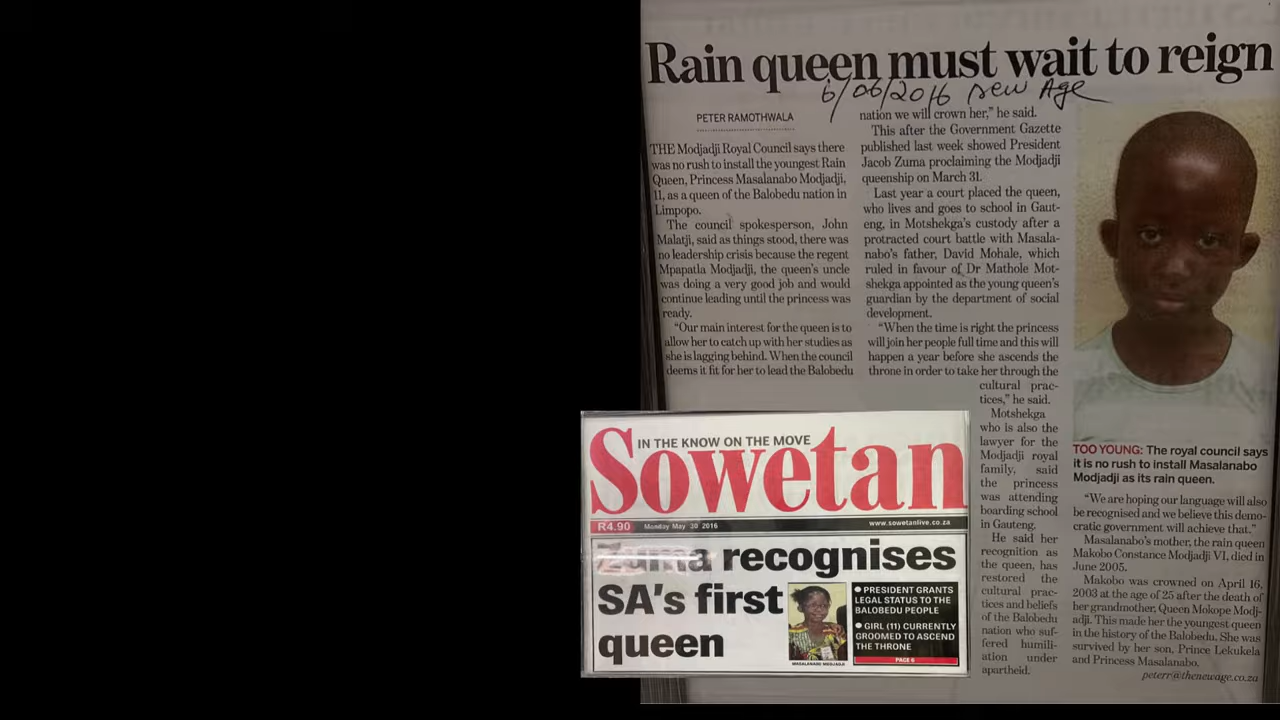 Rain queen must wait to reign
6/06/2016 New Age
PETER RAMOTHWALA
THE Modjadji Royal Council says there
was no rush to install the youngest Rain
Queen, Princess Masalanabo Modjadji,
11, as a queen of the Balobedu nation in
Limpopo.
The council spokesperson, John
Malatji, said as things stood, there was
no leadership crisis because the regent
Mpapatla Modjadji, the queen's uncle
was doing a very good job and would
continue leading until the princess was
ready.
"Our main interest for the queen is to
allow her to catch up with her studies as
she is lagging behind. When the council
deems it fit for her to lead the Balobedu
nation we will crown her," he said.
This after the Government Gazette
published last week showed President
Jacob Zuma proclaiming the Modjadji
queenship on March 31.
Last year a court placed the queen,
who lives and goes to school in Gaut-
eng, in Motshekga's custody after a
protracted court battle with Masala-
nabo's father, David Mohale, which
ruled in favour of Dr Mathole Mot-
shekga appointed as the young queen's
guardian by the department of social
development.
"When the time is right the princess
will join her people full time and this will
happen a year before she ascends the
throne in order to take her through the
cultural prac-
tices," he said.
Motshekga
who is also the
lawyer for the
Modjadji royal
family, said
the princess
was attending
boarding school
in Gauteng.
He said her
recognition as
the queen, has
restored the
cultural prac-
tices and beliefs
of the Balobedu
nation who suf-
fered humili-
ation under
apartheid.
TOO YOUNG: The royal council says
it is no rush to install Masalanabo
Modjadji as its rain queen.
"We are hoping our language will also
be recognised and we believe this demo-
cratic government will achieve that."
Masalanabo's mother, the rain queen
Makobo Constance Modjadji VI, died in
June 2005.
Makobo was crowned on April 16,
2003 at the age of 25 after the death of
her grandmother, Queen Mokope Modj-
adji. This made her the youngest queen
in the history of the Balobedu. She was
survived by her son, Prince Lekukela
and Princess Masalanabo.
peterr@thenewage.co.za
IN THE KNOW ON THE MOVE
Sowetan
R4.90 Monday May 30 2016 www.sowetanlive.co.za
Zuma recognises
SA's first
queen
MASALANABO MODJADJI
PRESIDENT GRANTS
LEGAL STATUS TO THE
BALOBEDU PEOPLE
GIRL (11) CURRENTLY
GROOMED TO ASCEND
THE THRONE
PAGE 6